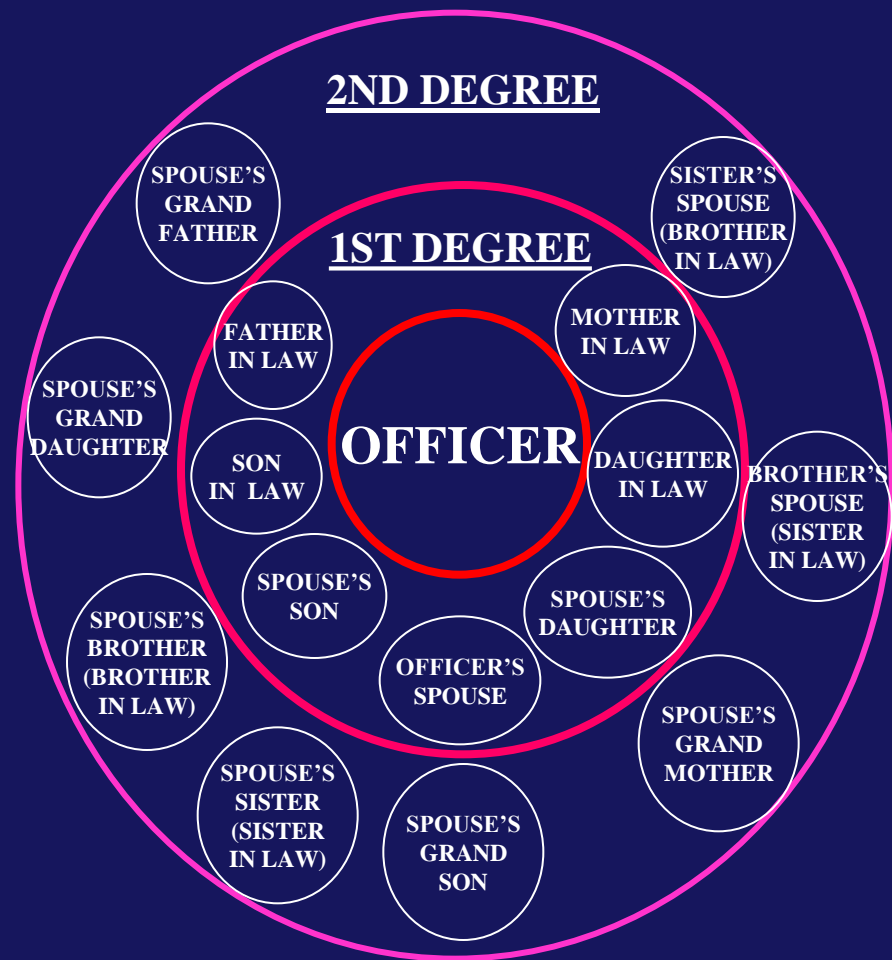 2ND DEGREE
SPOUSE'S
GRAND
FATHER
SISTER'S
SPOUSE
(BROTHER
IN LAW)
1ST DEGREE
FATHER
IN LAW
MOTHER
IN LAW
SPOUSE'S
GRAND
DAUGHTER
SON
IN LAW
OFFICER
DAUGHTER
IN LAW
BROTHER'S
SPOUSE
(SISTER
IN LAW)
SPOUSE'S
SON
SPOUSE'S
DAUGHTER
OFFICER'S
SPOUSE
SPOUSE'S
BROTHER
(BROTHER
IN LAW)
SPOUSE'S
GRAND
MOTHER
SPOUSE'S
SISTER
(SISTER
IN LAW)
SPOUSE'S
GRAND
SON